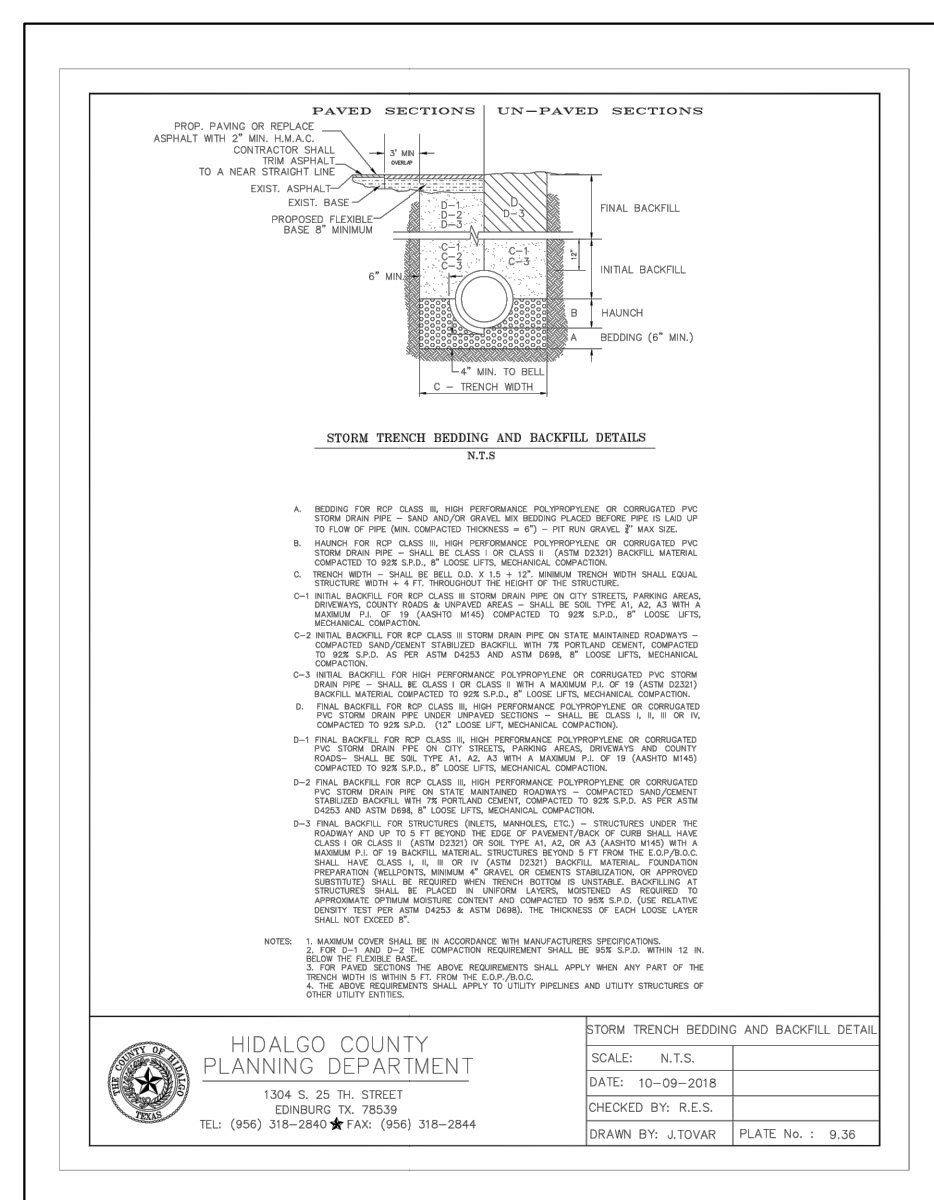 PAVED SECTIONS
UN-PAVED SECTIONS
PROP. PAVING OR REPLACE
ASPHALT WITH 2" MIN. H.M.A.C.
CONTRACTOR SHALL
TRIM ASPHALT
TO A NEAR STRAIGHT LINE
EXIST. ASPHALT
EXIST. BASE
PROPOSED FLEXIBLE
BASE 8" MINIMUM
3' MIN
OVERLAP
D-1
D-2
D-3
D
D-3
FINAL BACKFILL
C-1
C-2
C-3
C-1
C-3
12"
INITIAL BACKFILL
6" MIN.
B HAUNCH
A BEDDING (6" MIN.)
4" MIN. TO BELL
C - TRENCH WIDTH
STORM TRENCH BEDDING AND BACKFILL DETAILS
N.T.S
A. BEDDING FOR RCP CLASS III, HIGH PERFORMANCE POLYPROPYLENE OR CORRUGATED PVC
STORM DRAIN PIPE - SAND AND/OR GRAVEL MIX BEDDING PLACED BEFORE PIPE IS LAID UP
TO FLOW OF PIPE (MIN. COMPACTED THICKNESS = 6") - PIT RUN GRAVEL MAX SIZE.
B. HAUNCH FOR RCP CLASS III, HIGH PERFORMANCE POLYPROPYLENE OR CORRUGATED PVC
STORM DRAIN PIPE - SHALL BE CLASS I OR CLASS II (ASTM D2321) BACKFILL MATERIAL
COMPACTED TO 92% S.P.D., 8" LOOSE LIFTS, MECHANICAL COMPACTION.
C. TRENCH WIDTH - SHALL BE BELL O.D. X 1.5 + 12". MINIMUM TRENCH WIDTH SHALL EQUAL
STRUCTURE WIDTH + 4 FT. THROUGHOUT THE HEIGHT OF THE STRUCTURE.
C-1 INITIAL BACKFILL FOR RCP CLASS III STORM DRAIN PIPE ON CITY STREETS, PARKING AREAS,
DRIVEWAYS, COUNTY ROADS & UNPAVED AREAS - SHALL BE SOIL TYPE A1, A2, A3 WITH A
MAXIMUM P.I. OF 19 (AASHTO M145) COMPACTED TO 92% S.P.D., 8" LOOSE LIFTS,
MECHANICAL COMPACTION.
C-2 INITIAL BACKFILL FOR RCP CLASS III STORM DRAIN PIPE ON STATE MAINTAINED ROADWAYS -
COMPACTED SAND/CEMENT STABILIZED BACKFILL WITH 7% PORTLAND CEMENT, COMPACTED
TO 92% S.P.D. AS PER ASTM D4253 AND ASTM D698, 8" LOOSE LIFTS, MECHANICAL
COMPACTION.
C-3 INITIAL BACKFILL FOR HIGH PERFORMANCE POLYPROPYLENE OR CORRUGATED PVC STORM
DRAIN PIPE - SHALL BE CLASS I OR CLASS II WITH A MAXIMUM P.I. OF 19 (ASTM D2321)
BACKFILL MATERIAL COMPACTED TO 92% S.P.D., 8" LOOSE LIFTS, MECHANICAL COMPACTION.
D. FINAL BACKFILL FOR RCP CLASS III, HIGH PERFORMANCE POLYPROPYLENE OR CORRUGATED
PVC STORM DRAIN PIPE UNDER UNPAVED SECTIONS - SHALL BE CLASS I, II, III OR IV,
COMPACTED TO 92% S.P.D. (12" LOOSE LIFT, MECHANICAL COMPACTION).
D-1 FINAL BACKFILL FOR RCP CLASS III, HIGH PERFORMANCE POLYPROPYLENE OR CORRUGATED
PVC STORM DRAIN PIPE ON CITY STREETS, PARKING AREAS, DRIVEWAYS AND COUNTY
ROADS- SHALL BE SOIL TYPE A1. A2, A3 WITH A MAXIMUM P.I. OF 19 (AASHTO M145)
COMPACTED TO 92% S.P.D., 8" LOOSE LIFTS, MECHANICAL COMPACTION.
D-2 FINAL BACKFILL FOR RCP CLASS III, HIGH PERFORMANCE POLYPROPYLENE OR CORRUGATED
PVC STORM DRAIN PIPE ON STATE MAINTAINED ROADWAYS - COMPACTED SAND/CEMENT
STABILIZED BACKFILL WITH 7% PORTLAND CEMENT, COMPACTED TO 92% S.P.D. AS PER ASTM
D4253 AND ASTM D698, 8" LOOSE LIFTS, MECHANICAL COMPACTION.
D-3 FINAL BACKFILL FOR STRUCTURES (INLETS, MANHOLES, ETC.) - STRUCTURES UNDER THE
ROADWAY AND UP TO 5 FT BEYOND THE EDGE OF PAVEMENT/BACK OF CURB SHALL HAVE
CLASS I OR CLASS II (ASTM D2321) OR SOIL TYPE A1, A2, OR A3 (AASHTO M145) WITH A
MAXIMUM P.I. OF 19 BACKFILL MATERIAL. STRUCTURES BEYOND 5 FT FROM THE E.O.P/B.O.C.
SHALL HAVE CLASS I, II, III OR IV (ASTM D2321) BACKFILL MATERIAL. FOUNDATION
PREPARATION (WELLPONTS, MINIMUM 4" GRAVEL OR CEMENTS STABILIZATION, OR APPROVED
SUBSTITUTE) SHALL BE REQUIRED WHEN TRENCH BOTTOM IS UNSTABLE. BACKFILLING AT
STRUCTURES SHALL BE PLACED IN UNIFORM LAYERS, MOISTENED AS REQUIRED TO
APPROXIMATE OPTIMUM MOISTURE CONTENT AND COMPACTED TO 95% S.P.D. (USE RELATIVE
DENSITY TEST PER ASTM D4253 & ASTM D698). THE THICKNESS OF EACH LOOSE LAYER
SHALL NOT EXCEED 8".
NOTES: 1. MAXIMUM COVER SHALL BE IN ACCORDANCE WITH MANUFACTURERS SPECIFICATIONS.
2. FOR D-1 AND D-2 THE COMPACTION REQUIREMENT SHALL BE 95% S.P.D. WITHIN 12 IN.
BELOW THE FLEXIBLE BASE.
3. FOR PAVED SECTIONS THE ABOVE REQUIREMENTS SHALL APPLY WHEN ANY PART OF THE
TRENCH WIDTH IS WITHIN 5 FT. FROM THE E.O.P./B.O.C.
4. THE ABOVE REQUIREMENTS SHALL APPLY TO UTILITY PIPELINES AND UTILITY STRUCTURES OF
OTHER UTILITY ENTITIES.
THE COUNTY OF HIDALGO
TEXAS
HIDALGO COUNTY
PLANNING DEPARTMENT
1304 S. 25 TH. STREET
EDINBURG TX. 78539
TEL: (956) 318-2840 FAX: (956) 318-2844
STORM TRENCH BEDDING AND BACKFILL DETAIL
SCALE: N.T.S.
DATE: 10-09-2018
CHECKED BY: R.E.S.
DRAWN BY: J.TOVAR
PLATE No. : 9.36